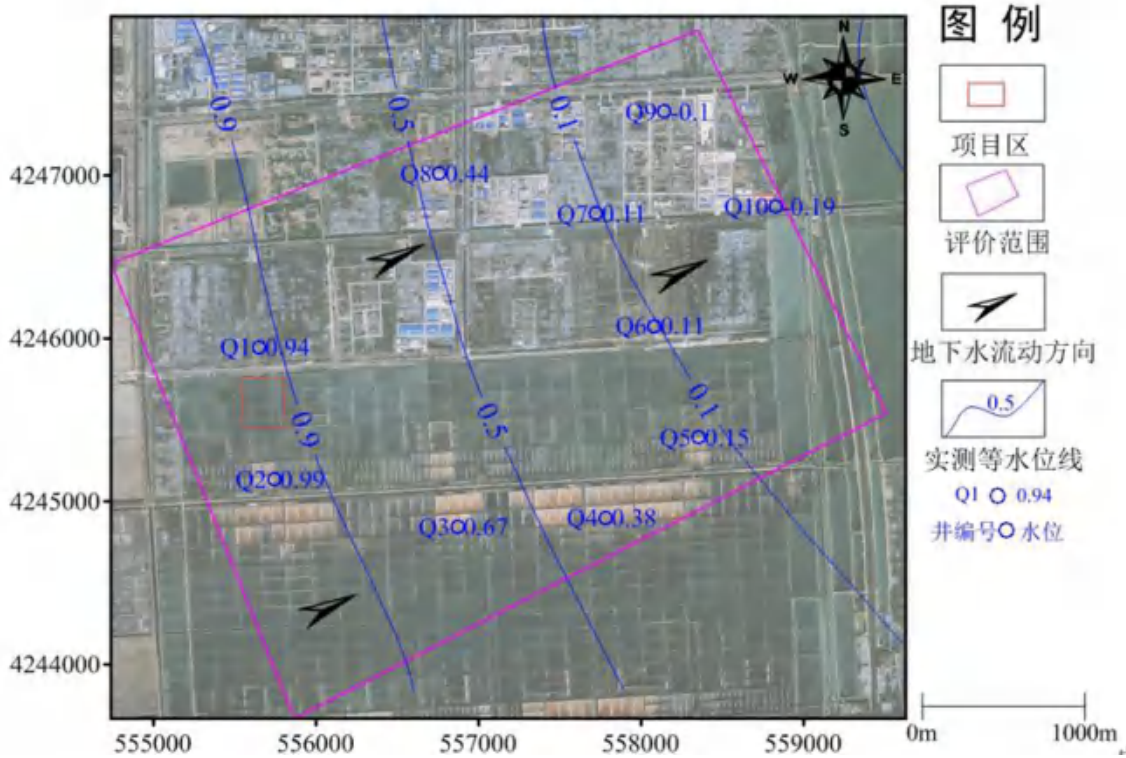 图 例
N
W E
S
项目区
评价范围
地下水流动方向
0.5
实测等水位线
Q1 0.94
井编号 水位
0m 1000m
4247000
4246000
4245000
4244000
555000 556000 557000 558000 559000
0.9 0.5 0.1
Q9 -0.1
Q8 0.44
Q7 0.11
Q10 -0.19
Q6 0.11
Q1 0.94
0.9 0.5 0.1
Q5 0.15
Q2 0.99
Q3 0.67
Q4 0.38